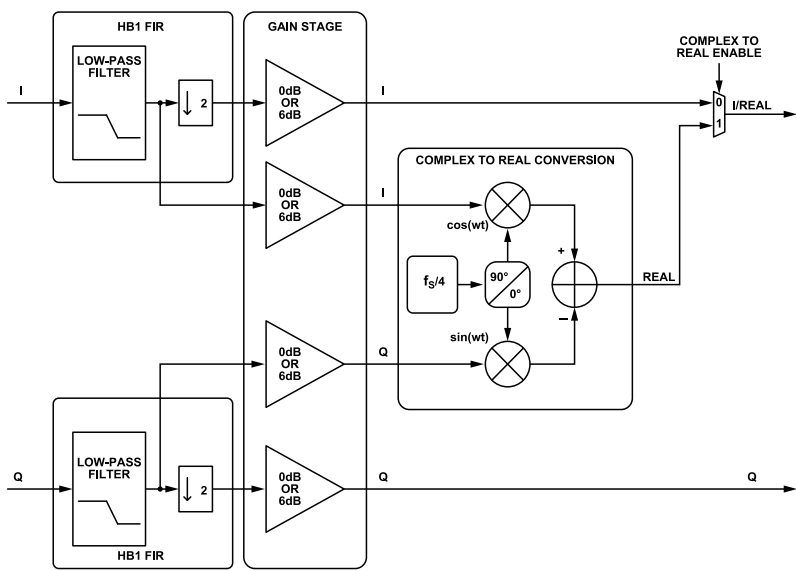 HB1 FIR
GAIN STAGE
LOW-PASS
FILTER
I
2
0dB
OR
6dB
I
COMPLEX TO
REAL ENABLE
0
1
I/REAL
0dB
OR
6dB
I
COMPLEX TO REAL CONVERSION
cos(wt)
+
fS/4
90°
0°
REAL
–
sin(wt)
0dB
OR
6dB
Q
Q
LOW-PASS
FILTER
2
0dB
OR
6dB
Q
Q
HB1 FIR